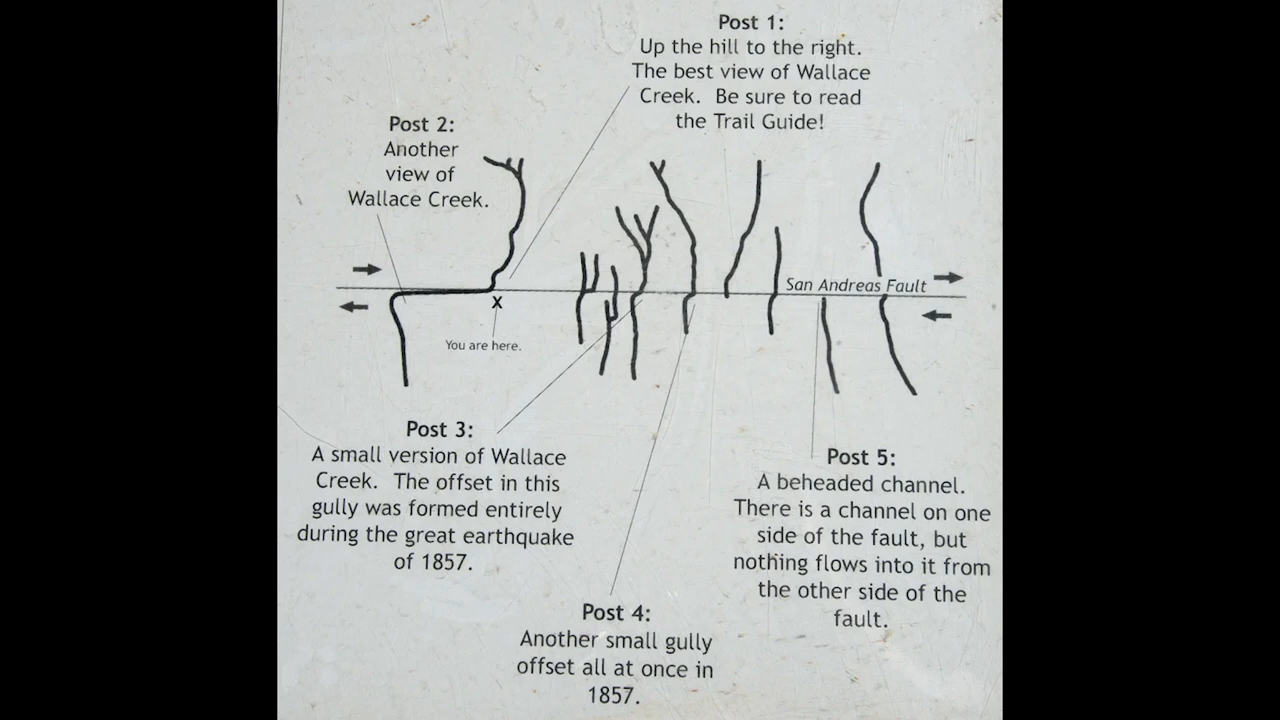 Post 1:
Up the hill to the right.
The best view of Wallace
Creek. Be sure to read
the Trail Guide!
Post 2:
Another
view of
Wallace Creek.
San Andreas Fault
X
You are here.
Post 3:
A small version of Wallace
Creek. The offset in this
gully was formed entirely
during the great earthquake
of 1857.
Post 4:
Another small gully
offset all at once in
1857.
Post 5:
A beheaded channel.
There is a channel on one
side of the fault, but
nothing flows into it from
the other side of the
fault.